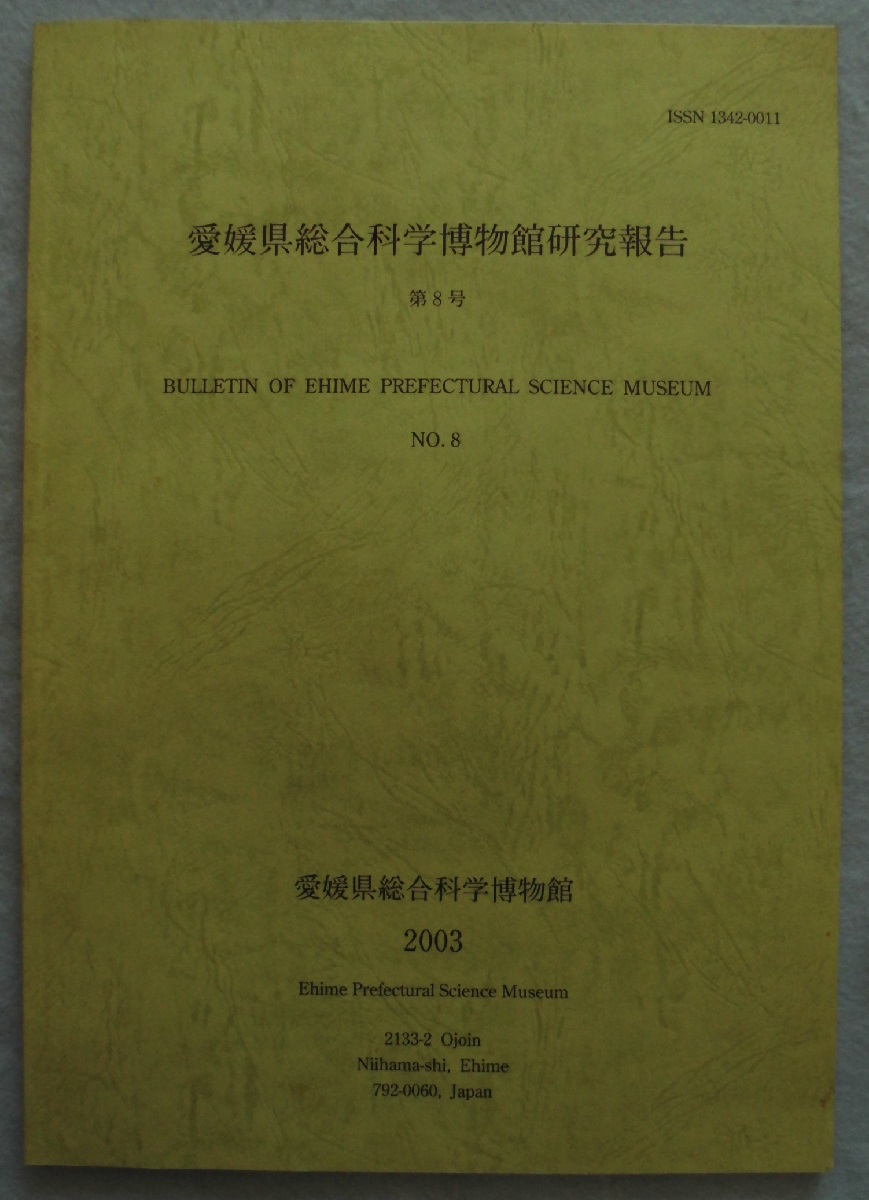 ISSN 1342-0011
愛媛県総合科学博物館研究報告
第8号
BULLETIN OF EHIME PREFECTURAL SCIENCE MUSEUM
NO. 8
愛媛県総合科学博物館
2003
Ehime Prefectural Science Museum
2133-2 Ojoin
Niihama-shi, Ehime
792-0060, Japan